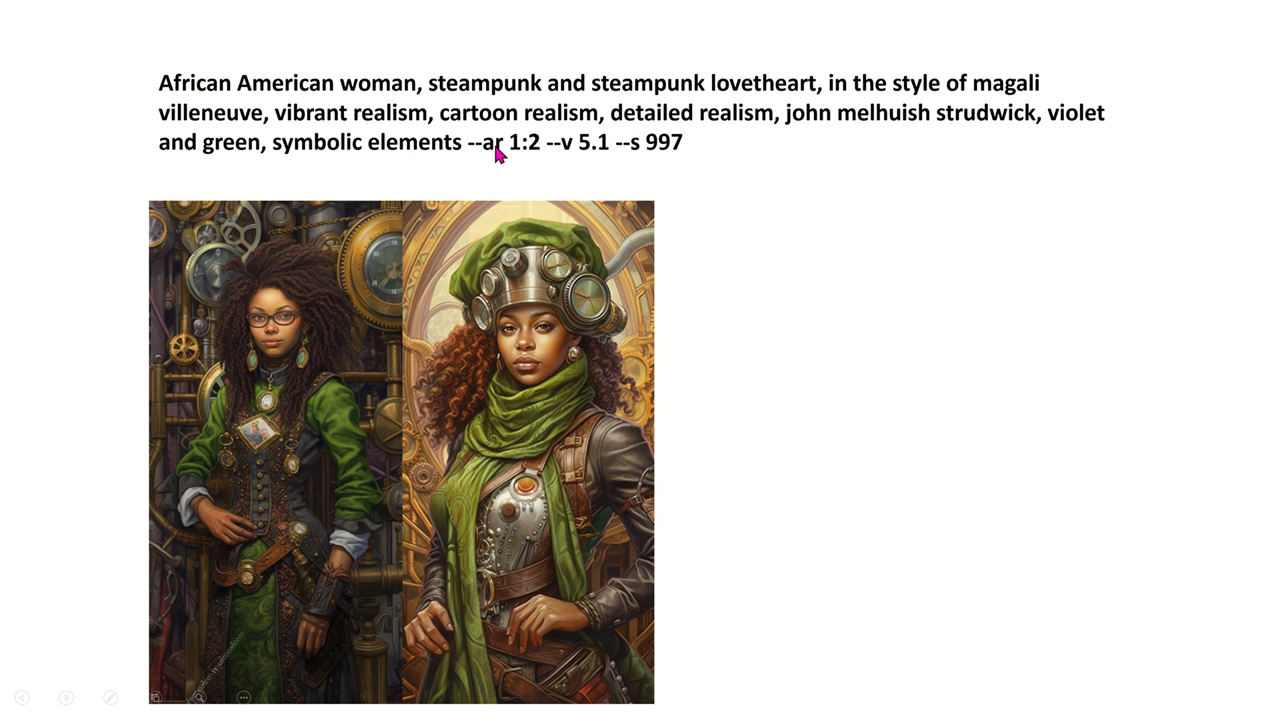 African American woman, steampunk and steampunk lovetheart, in the style of magali
villeneuve, vibrant realism, cartoon realism, detailed realism, john melhuish strudwick, violet
and green, symbolic elements --ar 1:2 --v 5.1 --s 997